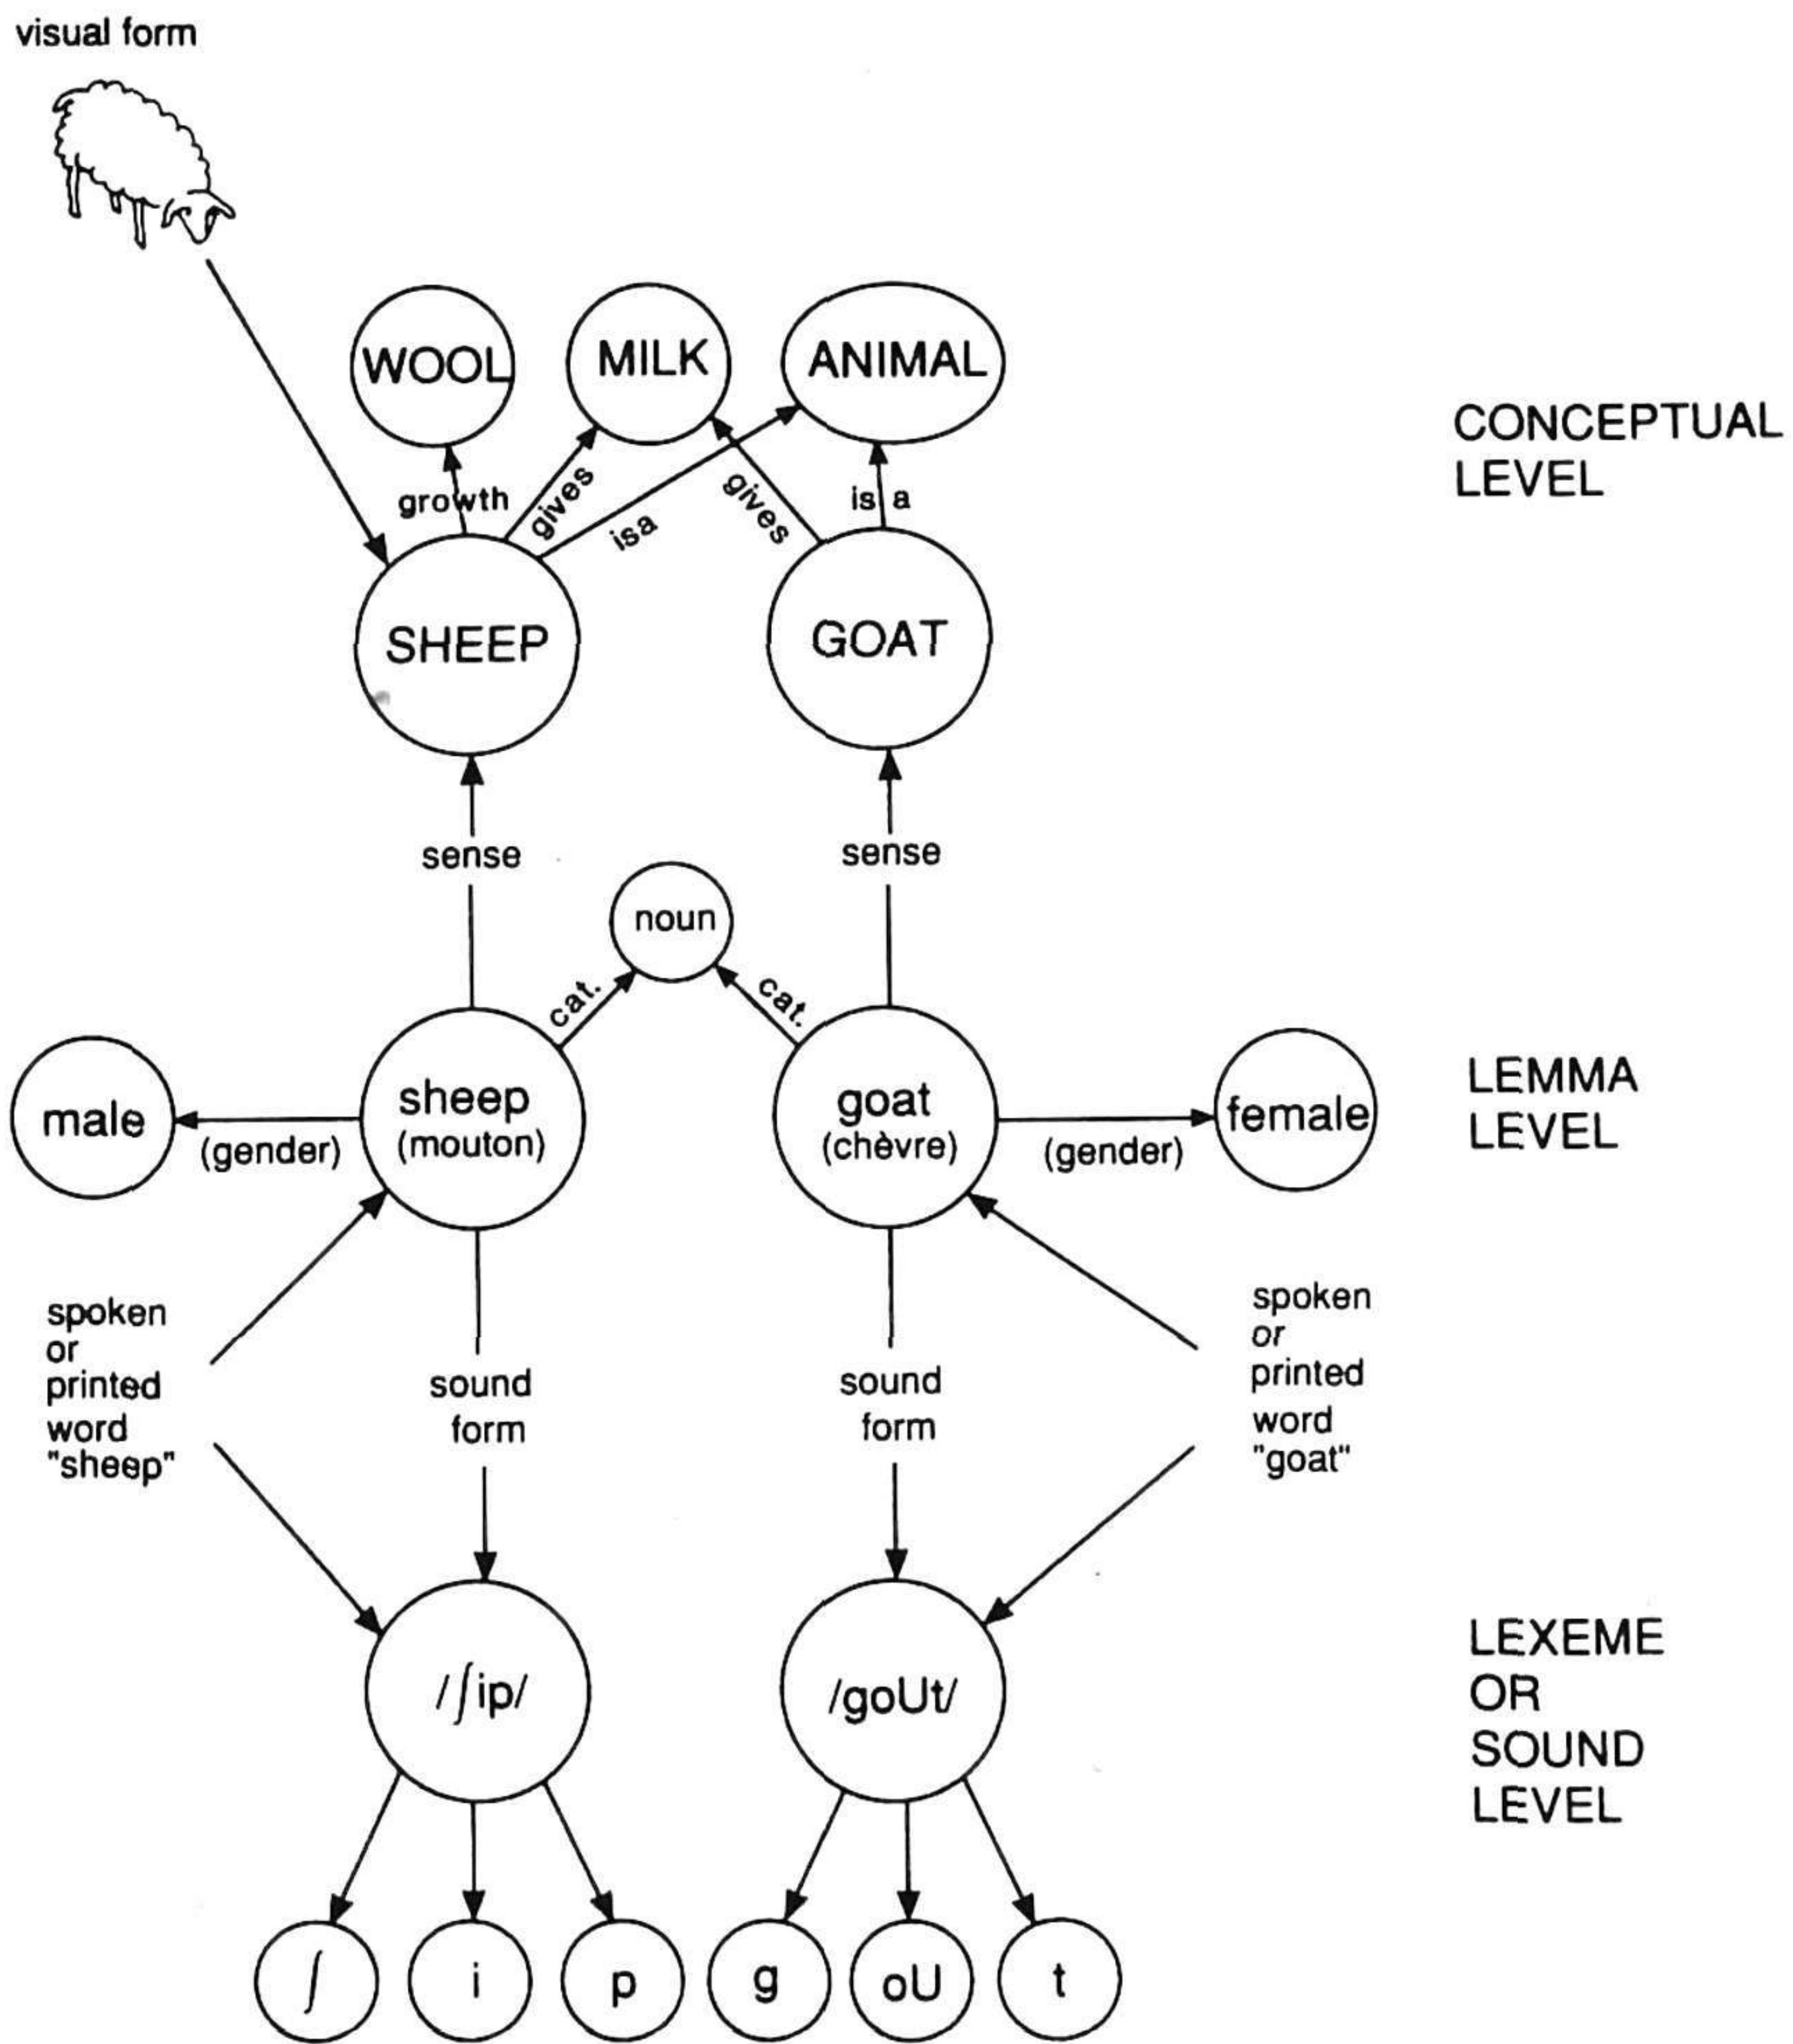 visual form
WOOL
MILK
ANIMAL
CONCEPTUAL
LEVEL
growth
gives
isa
gives
is a
SHEEP
GOAT
sense
sense
noun
cat.
cat.
male
(gender)
sheep
(mouton)
goat
(chèvre)
(gender)
female
LEMMA
LEVEL
spoken
or
printed
word
"sheep"
sound
form
sound
form
spoken
or
printed
word
"goat"
/ʃip/
/goUt/
LEXEME
OR
SOUND
LEVEL
ʃ
i
p
g
oU
t